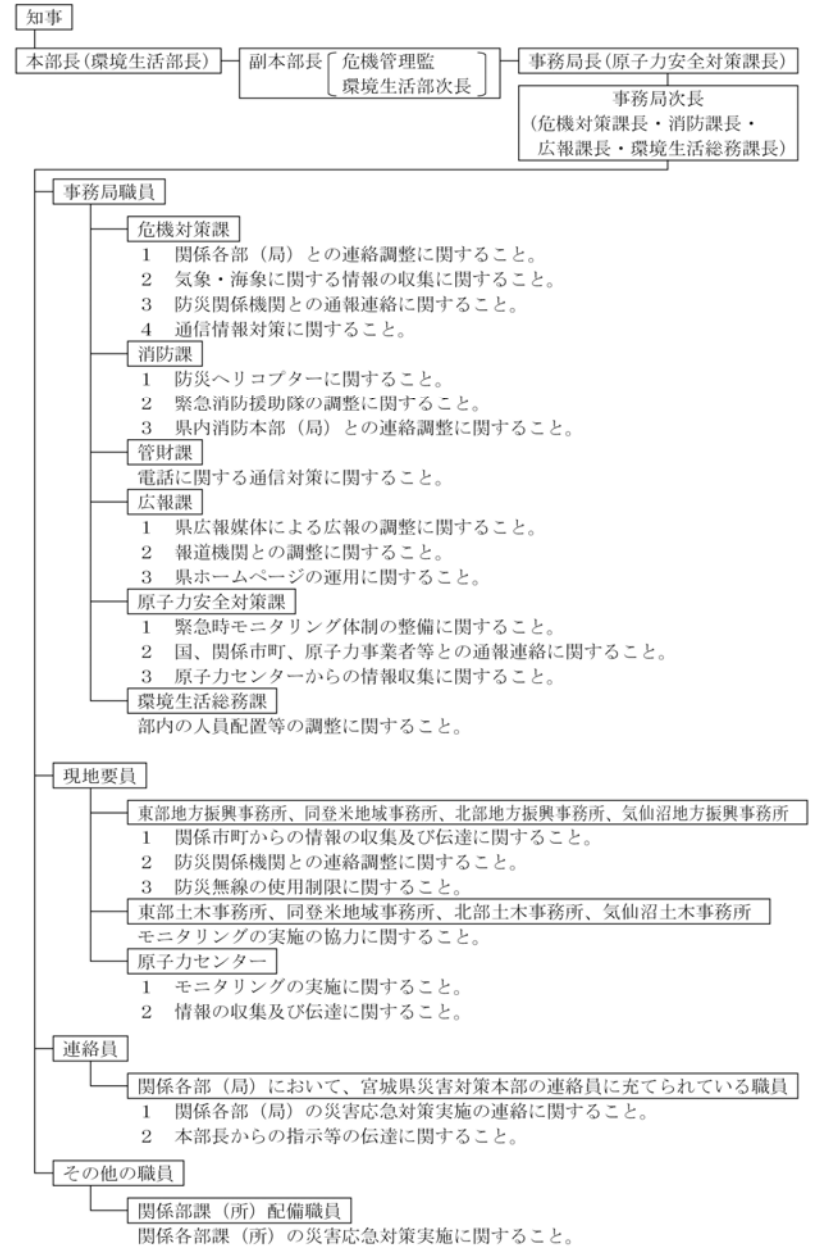 知事
本部長(環境生活部長)
副本部長 危機管理監
環境生活部次長
事務局長(原子力安全対策課長)
事務局次長
(危機対策課長・消防課長・
広報課長・環境生活総務課長)
事務局職員
危機対策課
1 関係各部(局)との連絡調整に関すること。
2 気象・海象に関する情報の収集に関すること。
3 防災関係機関との通報連絡に関すること。
4 通信情報対策に関すること。
消防課
1 防災ヘリコプターに関すること。
2 緊急消防援助隊の調整に関すること。
3 県内消防本部(局)との連絡調整に関すること。
管財課
電話に関する通信対策に関すること。
広報課
1 県広報媒体による広報の調整に関すること。
2 報道機関との調整に関すること。
3 県ホームページの運用に関すること。
原子力安全対策課
1 緊急時モニタリング体制の整備に関すること。
2 国、関係市町、原子力事業者等との通報連絡に関すること。
3 原子力センターからの情報収集に関すること。
環境生活総務課
部内の人員配置等の調整に関すること。
現地要員
東部地方振興事務所、同登米地域事務所、北部地方振興事務所、気仙沼地方振興事務所
1 関係市町からの情報の収集及び伝達に関すること。
2 防災関係機関との連絡調整に関すること。
3 防災無線の使用制限に関すること。
東部土木事務所、同登米地域事務所、北部土木事務所、気仙沼土木事務所
モニタリングの実施の協力に関すること。
原子力センター
1 モニタリングの実施に関すること。
2 情報の収集及び伝達に関すること。
連絡員
関係各部(局)において、宮城県災害対策本部の連絡員に充てられている職員
1 関係各部(局)の災害応急対策実施の連絡に関すること。
2 本部長からの指示等の伝達に関すること。
その他の職員
関係部課(所)配備職員
関係各部課(所)の災害応急対策実施に関すること。